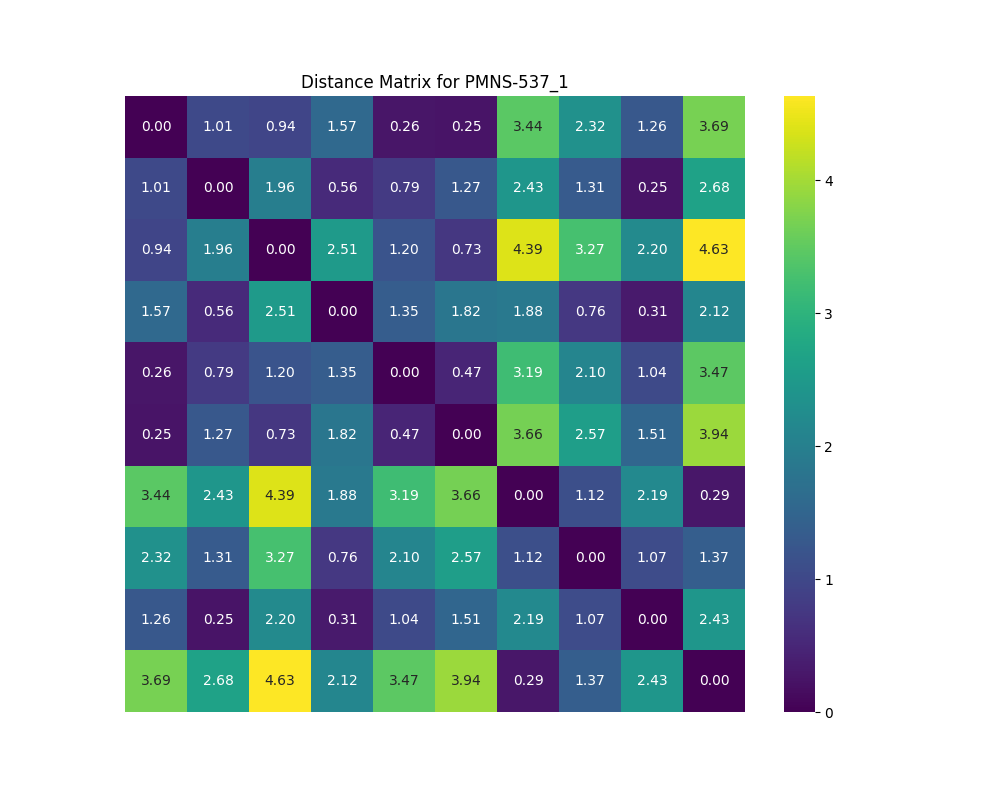 Distance Matrix for PMNS-537_1
0.00 1.01 0.94 1.57 0.26 0.25 3.44 2.32 1.26 3.69
1.01 0.00 1.96 0.56 0.79 1.27 2.43 1.31 0.25 2.68
0.94 1.96 0.00 2.51 1.20 0.73 4.39 3.27 2.20 4.63
1.57 0.56 2.51 0.00 1.35 1.82 1.88 0.76 0.31 2.12
0.26 0.79 1.20 1.35 0.00 0.47 3.19 2.10 1.04 3.47
0.25 1.27 0.73 1.82 0.47 0.00 3.66 2.57 1.51 3.94
3.44 2.43 4.39 1.88 3.19 3.66 0.00 1.12 2.19 0.29
2.32 1.31 3.27 0.76 2.10 2.57 1.12 0.00 1.07 1.37
1.26 0.25 2.20 0.31 1.04 1.51 2.19 1.07 0.00 2.43
3.69 2.68 4.63 2.12 3.47 3.94 0.29 1.37 2.43 0.00
4
3
2
1
0